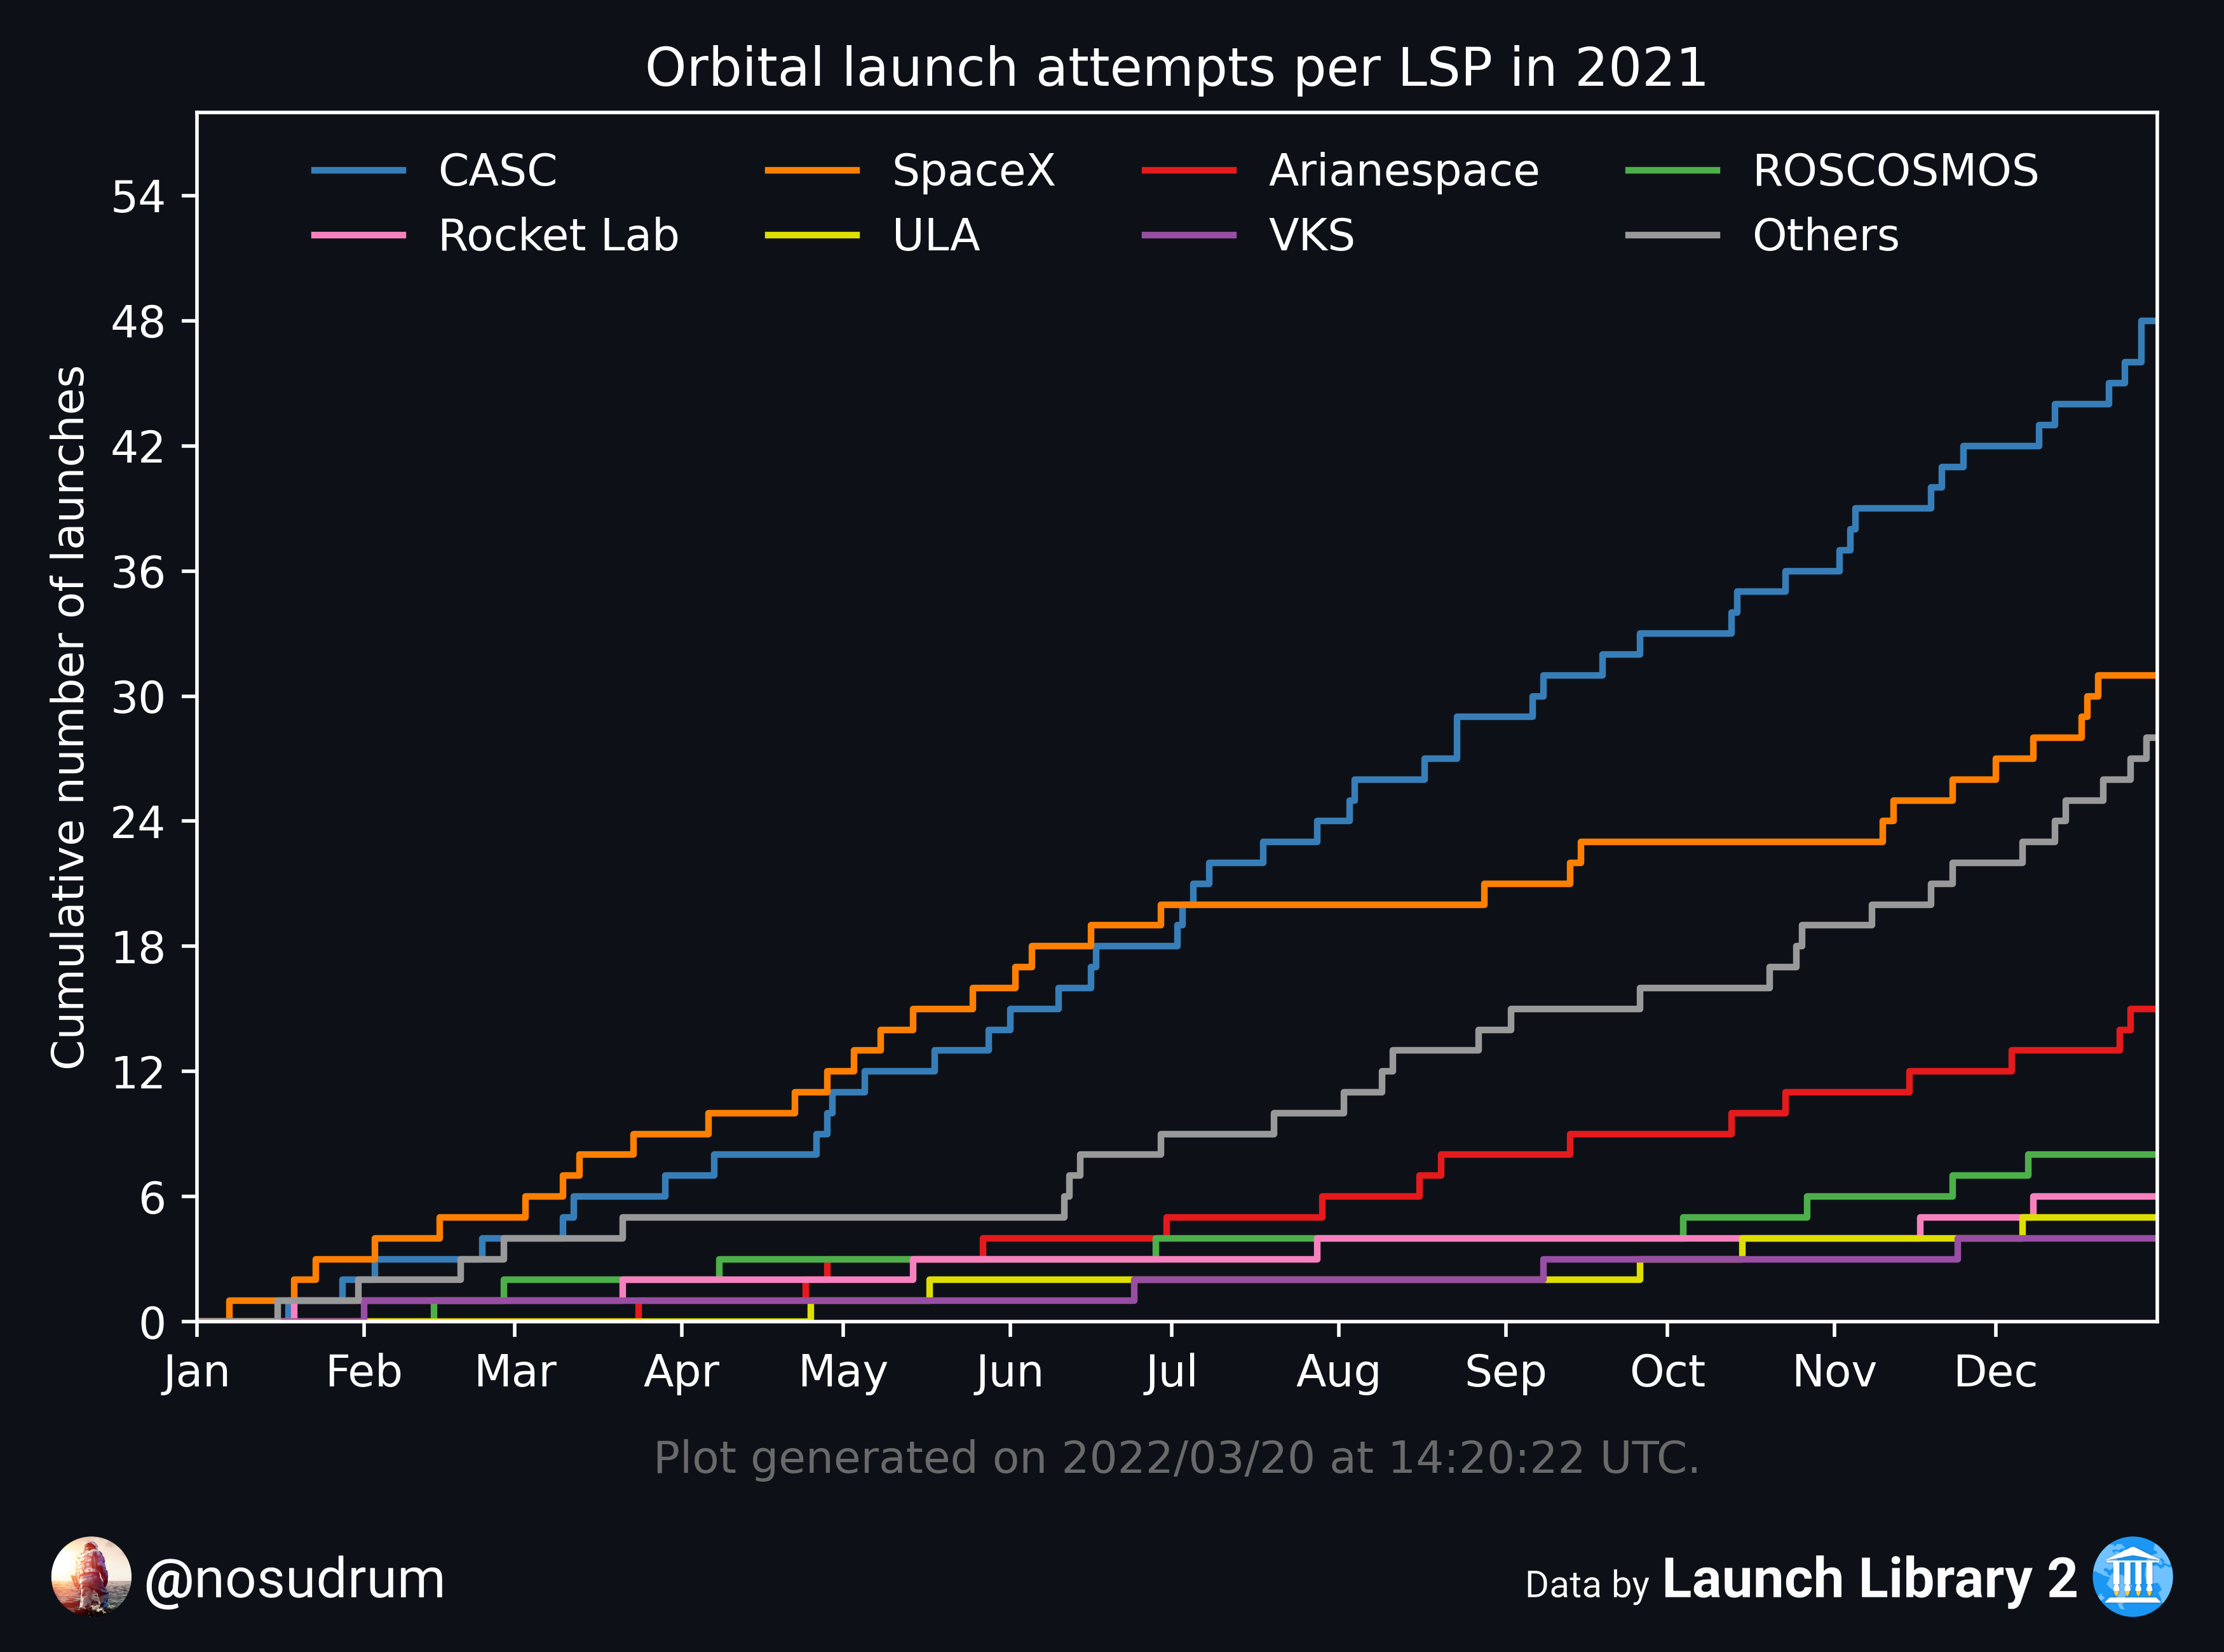 Orbital launch attempts per LSP in 2021
CASC
SpaceX
Arianespace
ROSCOSMOS
Rocket Lab
ULA
VKS
Others
Cumulative number of launches
54
48
42
36
30
24
18
12
6
0
Jan Feb Mar Apr May Jun Jul Aug Sep Oct Nov Dec
Plot generated on 2022/03/20 at 14:20:22 UTC.
@nosudrum
Data by Launch Library 2